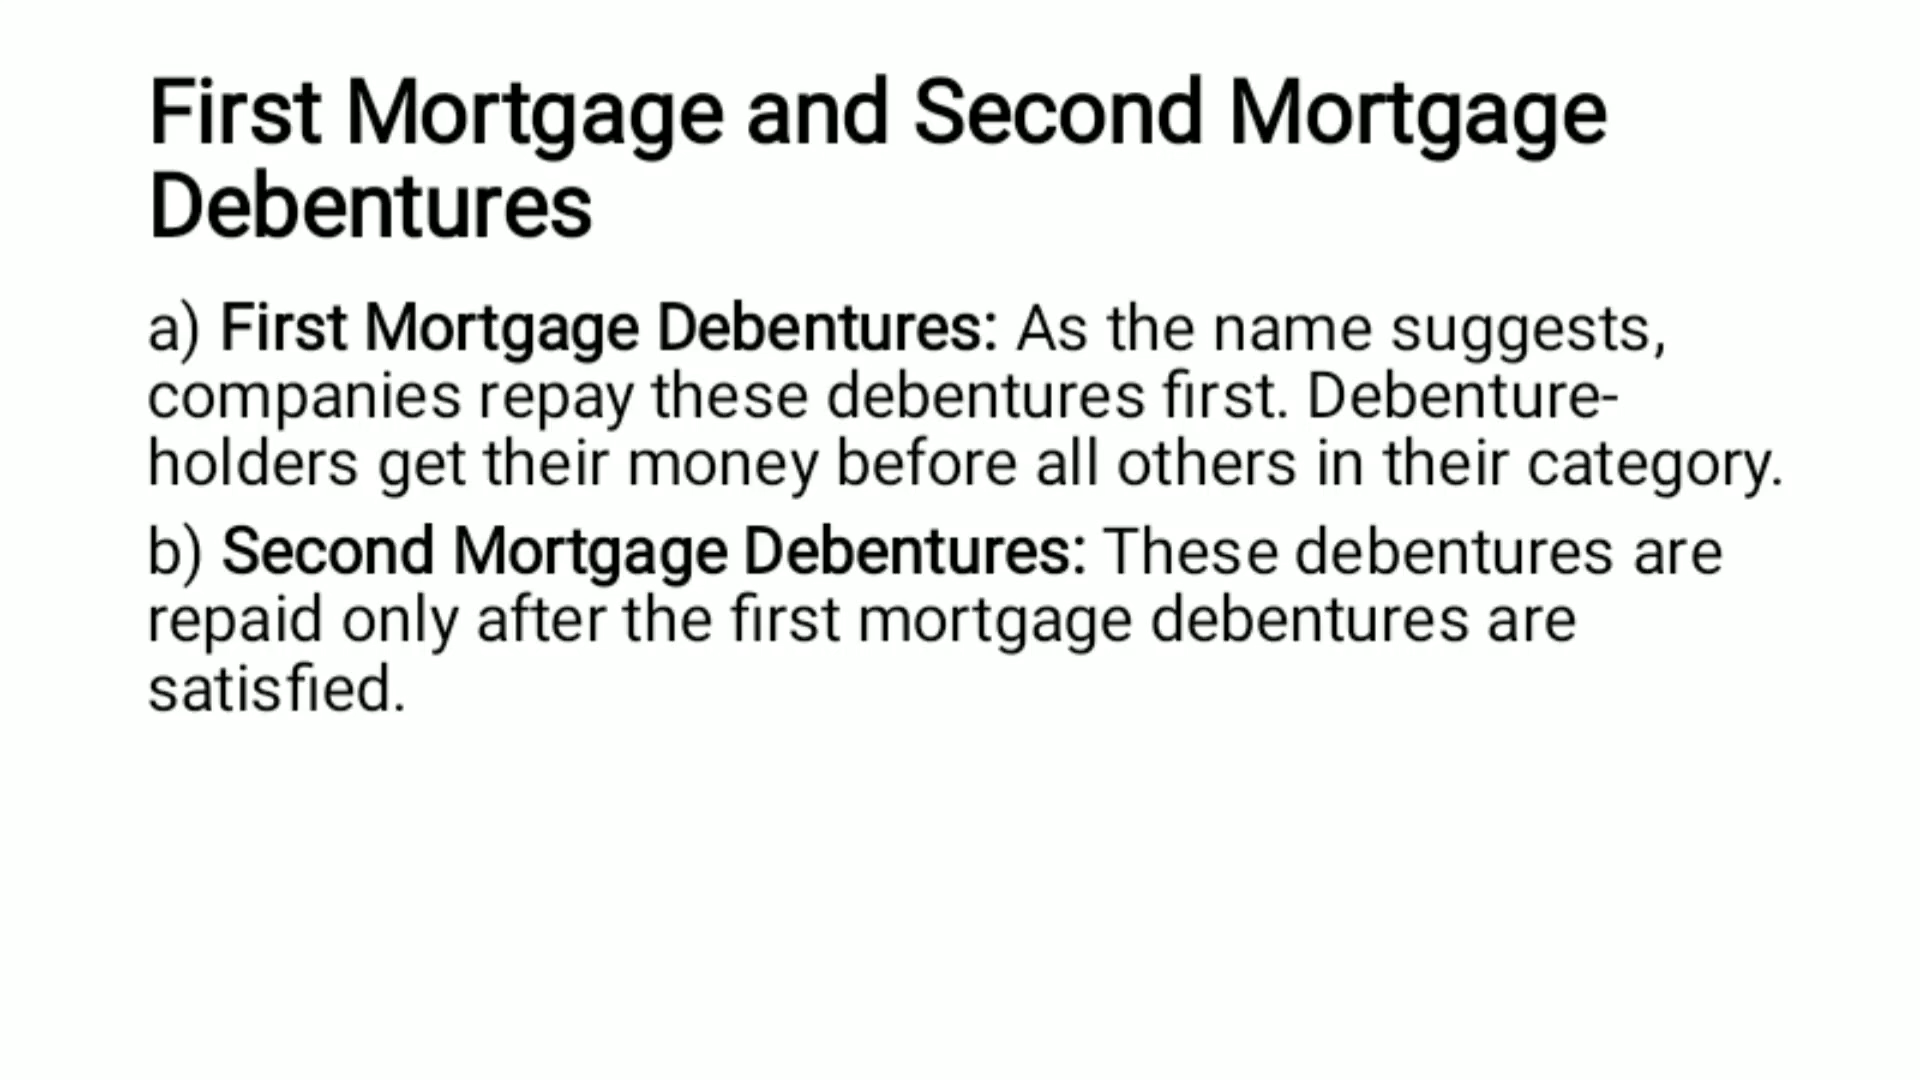 First Mortgage and Second Mortgage
Debentures
a) First Mortgage Debentures: As the name suggests,
companies repay these debentures first. Debenture-
holders get their money before all others in their category.
b) Second Mortgage Debentures: These debentures are
repaid only after the first mortgage debentures are
satisfied.